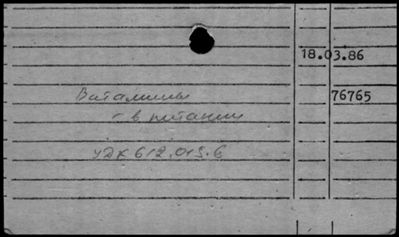 18.03.86
Витамины
76765
– в питании
УДК 612.015.6